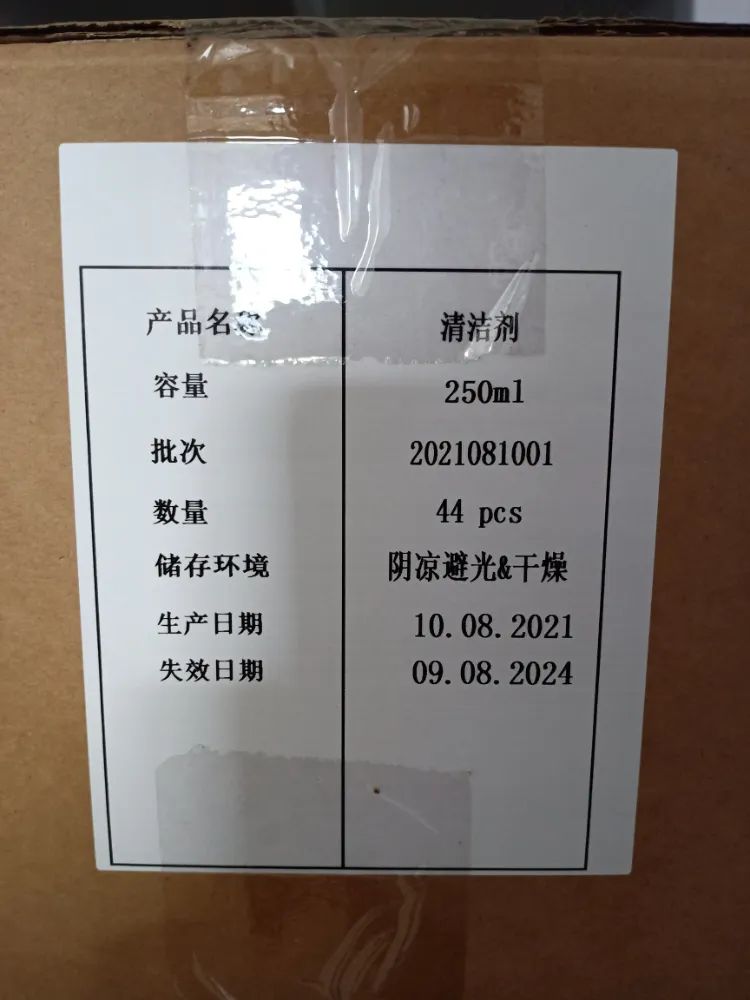 产品名称 清洁剂
容量 250ml
批次 2021081001
数量 44 pcs
储存环境 阴凉避光&干燥
生产日期 10.08.2021
失效日期 09.08.2024